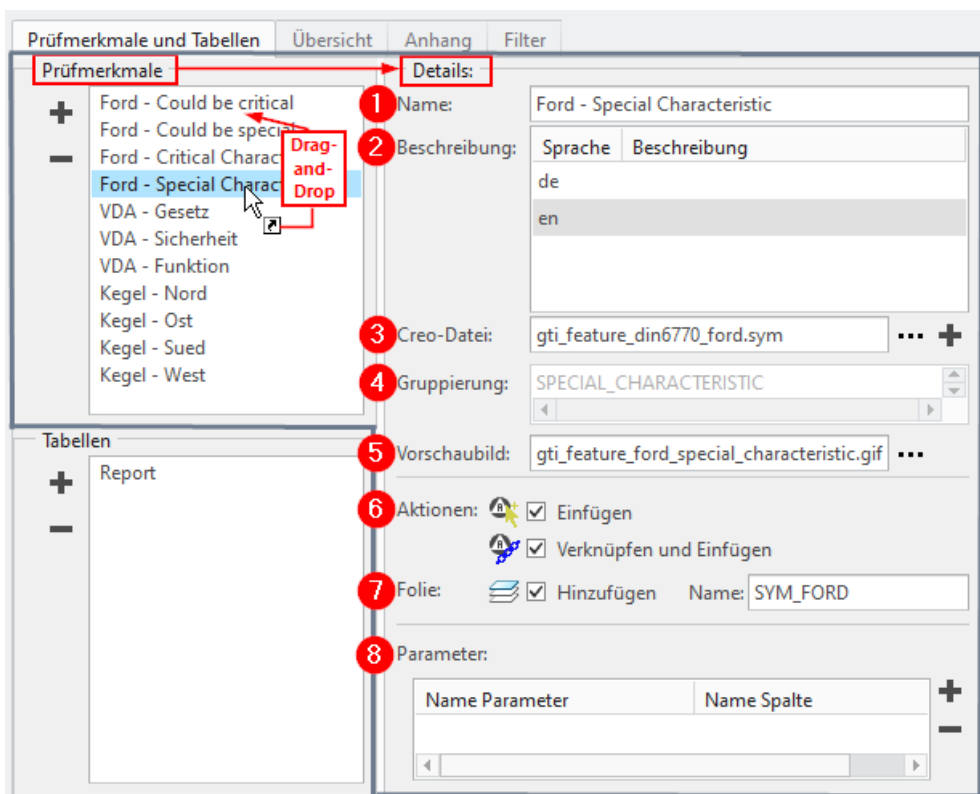 Prüfmerkmale und Tabellen Übersicht Anhang Filter
Prüfmerkmale
Ford - Could be critical
Ford - Could be special
Ford - Critical Charac
Ford - Special Charac
VDA - Gesetz
VDA - Sicherheit
VDA - Funktion
Kegel - Nord
Kegel - Ost
Kegel - Sued
Kegel - West
Drag-
and-
Drop
Tabellen
Report
Details:
1 Name: Ford - Special Characteristic
2 Beschreibung: Sprache Beschreibung
de
en
3 Creo-Datei: gti_feature_din6770_ford.sym
4 Gruppierung: SPECIAL_CHARACTERISTIC
5 Vorschaubild: gti_feature_ford_special_characteristic.gif
6 Aktionen: Einfügen
Verknüpfen und Einfügen
7 Folie: Hinzufügen Name: SYM_FORD
8 Parameter:
Name Parameter Name Spalte